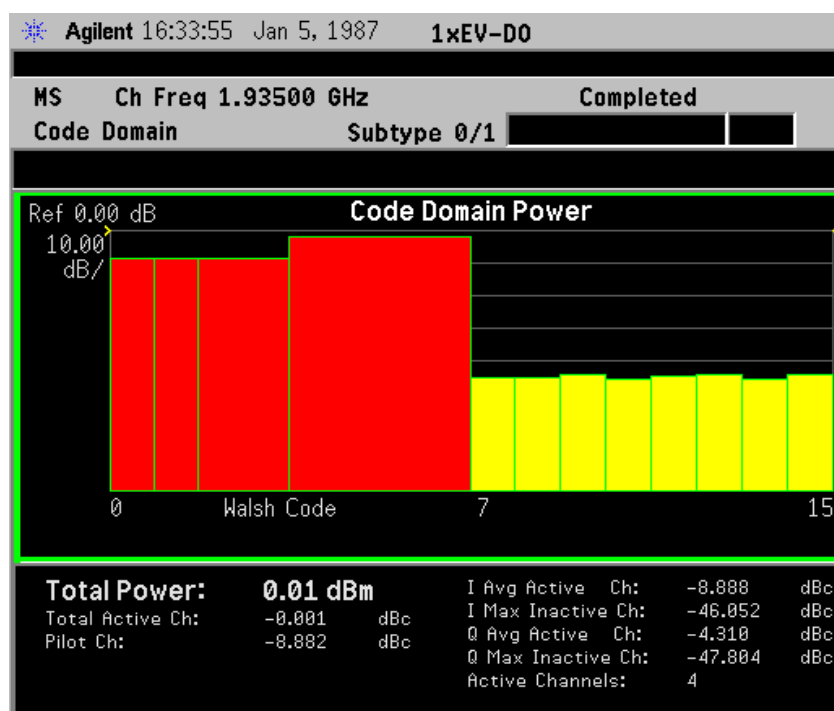 Agilent 16:33:55 Jan 5, 1987 1xEV-DO
MS Ch Freq 1.93500 GHz Completed
Code Domain Subtype 0/1
Ref 0.00 dB Code Domain Power
10.00
dB/
0 Walsh Code 7 15
Total Power: 0.01 dBm
Total Active Ch: -0.001 dBc
Pilot Ch: -8.882 dBc
I Avg Active Ch: -8.888 dBc
I Max Inactive Ch: -46.052 dBc
Q Avg Active Ch: -4.310 dBc
Q Max Inactive Ch: -47.804 dBc
Active Channels: 4